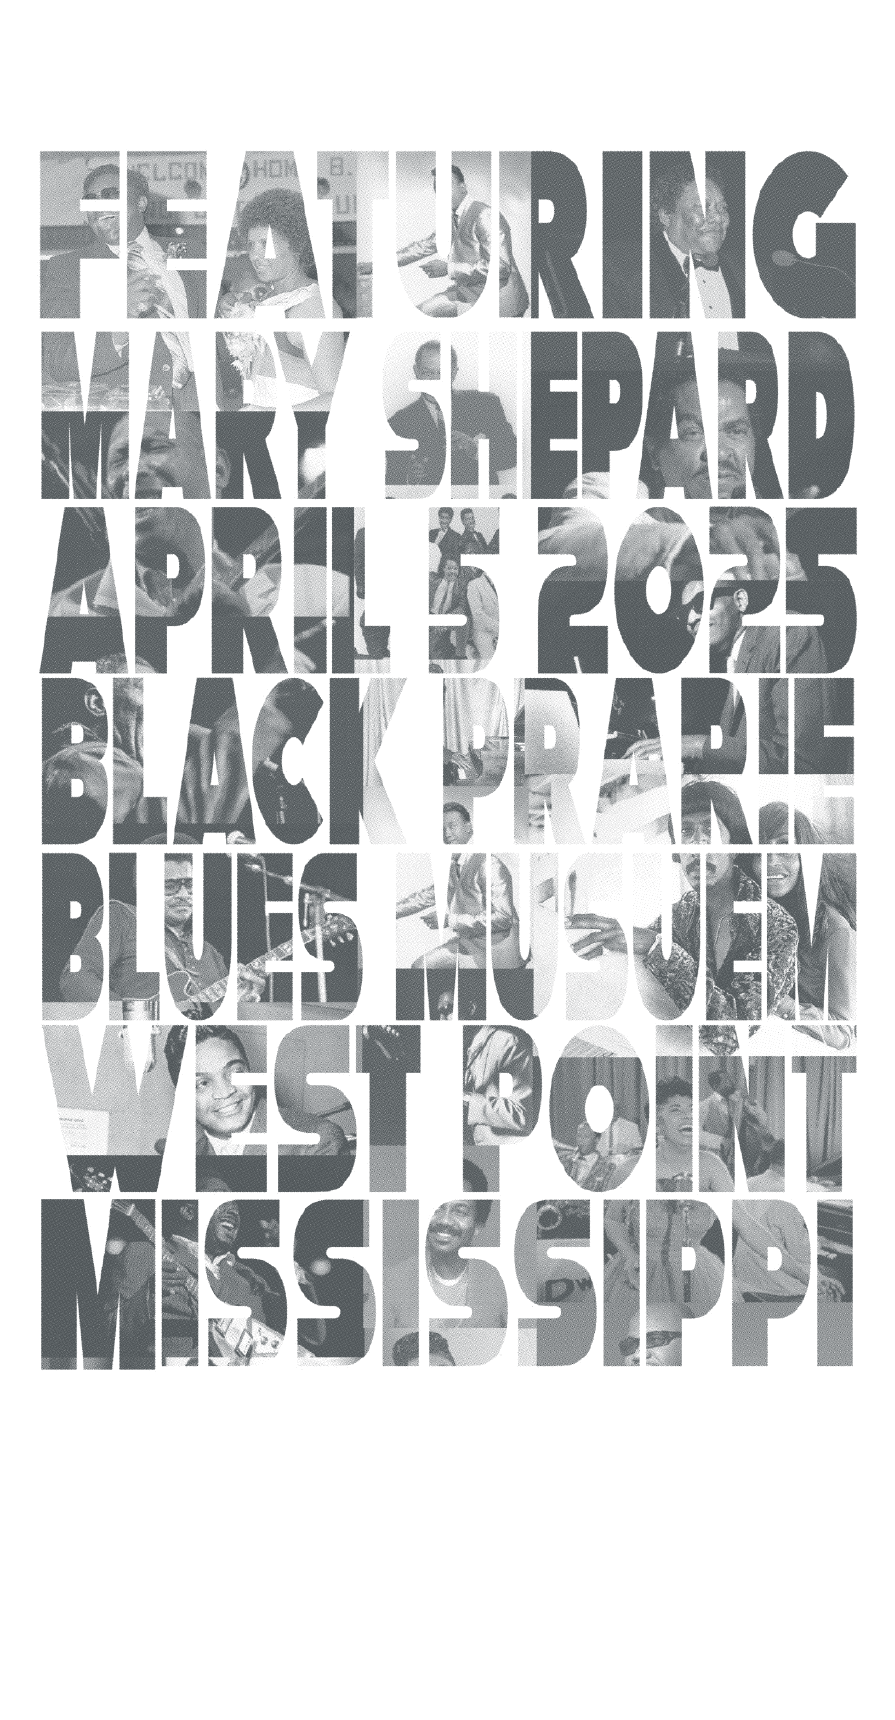 FEATURING
MARY SHEPARD
APRIL 5 2025
BLACK PRARIE
BLUES MUSUEM
WEST POINT
MISSISSIPPI